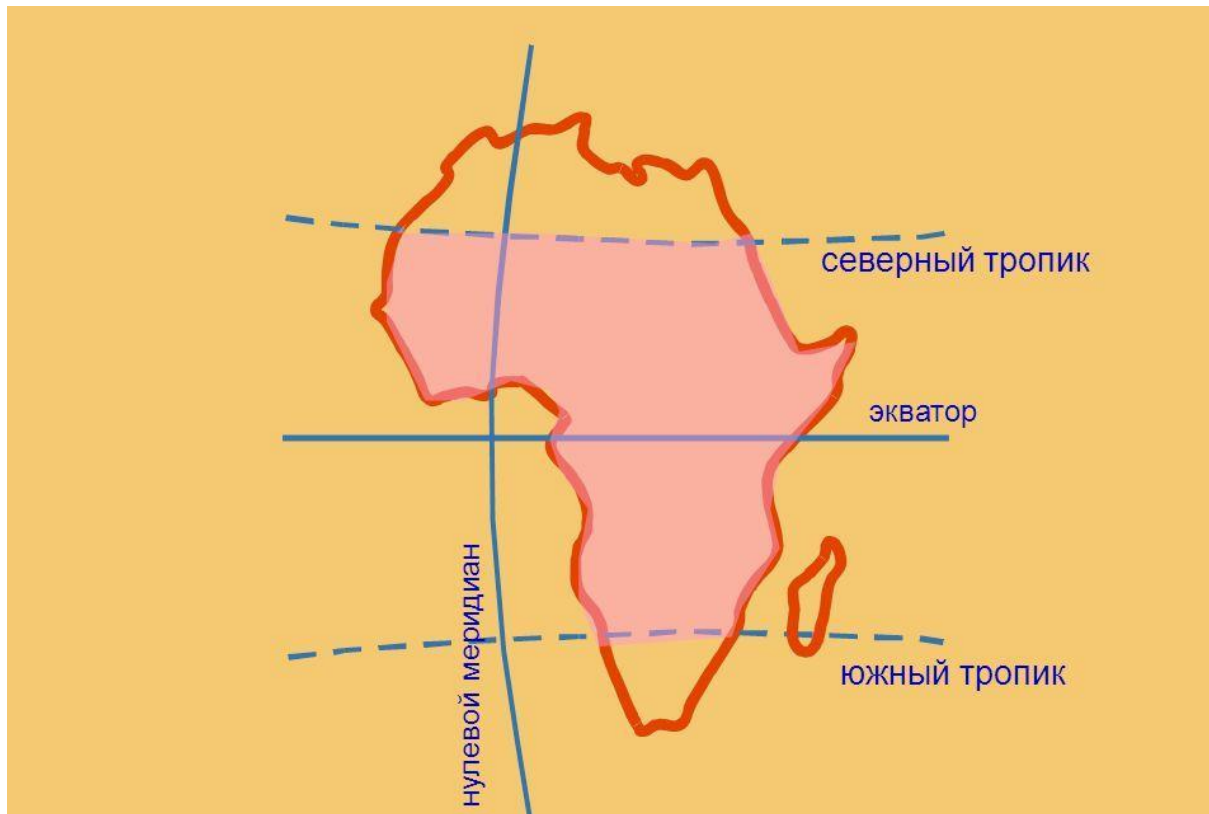 северный тропик
экватор
нулевой меридиан
южный тропик